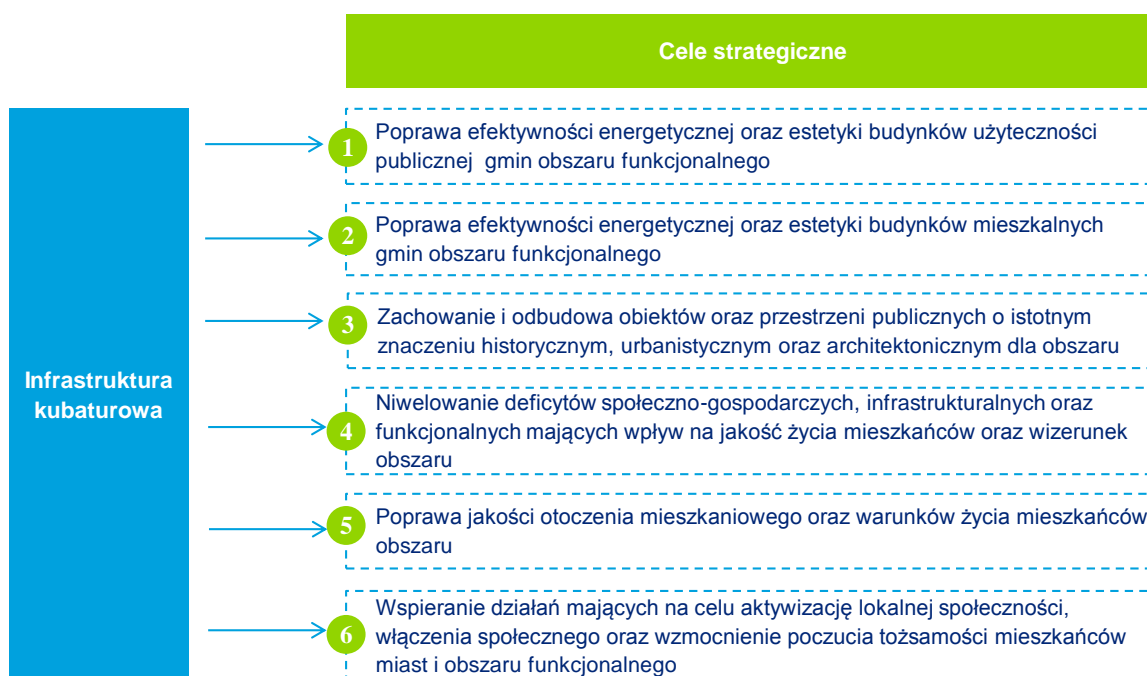 Cele strategiczne
Infrastruktura
kubaturowa
1
Poprawa efektywności energetycznej oraz estetyki budynków użyteczności
publicznej gmin obszaru funkcjonalnego
2
Poprawa efektywności energetycznej oraz estetyki budynków mieszkalnych
gmin obszaru funkcjonalnego
3
Zachowanie i odbudowa obiektów oraz przestrzeni publicznych o istotnym
znaczeniu historycznym, urbanistycznym oraz architektonicznym dla obszaru
4
Niwelowanie deficytów społeczno-gospodarczych, infrastrukturalnych oraz
funkcjonalnych mających wpływ na jakość życia mieszkańców oraz wizerunek
obszaru
5
Poprawa jakości otoczenia mieszkaniowego oraz warunków życia mieszkańców
obszaru
6
Wspieranie działań mających na celu aktywizację lokalnej społeczności,
włączenia społecznego oraz wzmocnienie poczucia tożsamości mieszkańców
miast i obszaru funkcjonalnego